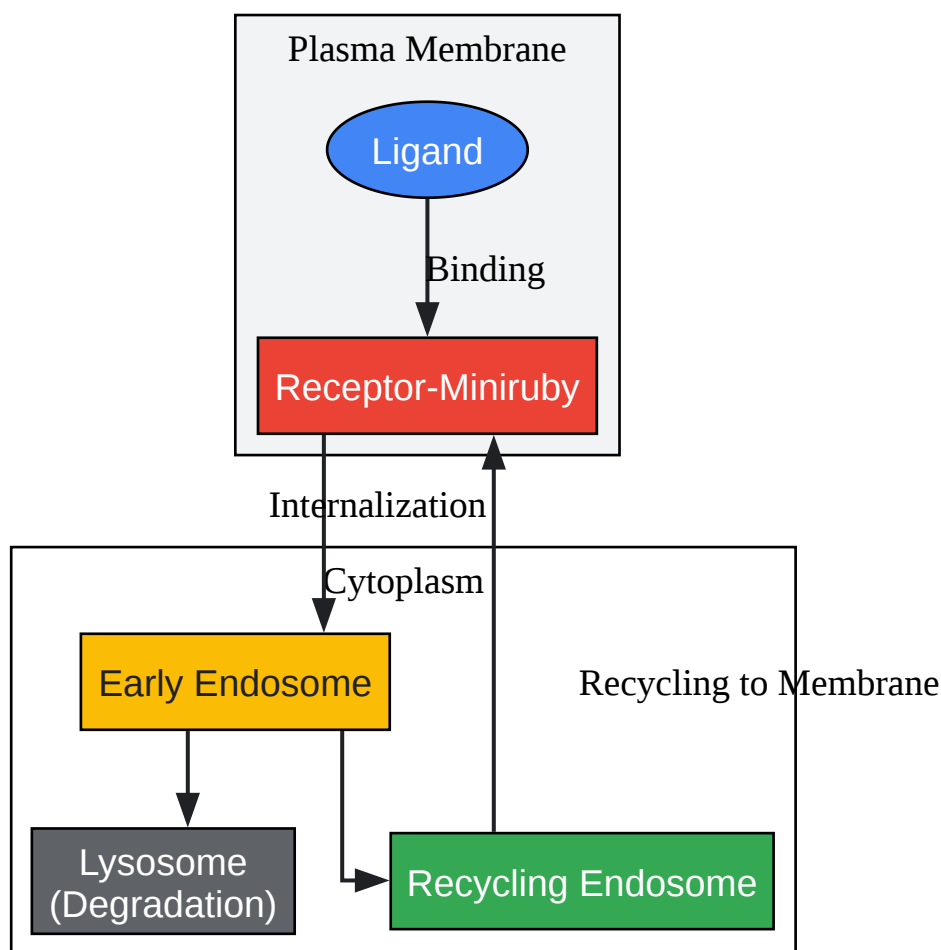 Plasma Membrane
Ligand
Binding
Receptor-Miniruby
Internalization
Cytoplasm
Early Endosome
Recycling to Membrane
Lysosome
(Degradation)
Recycling Endosome